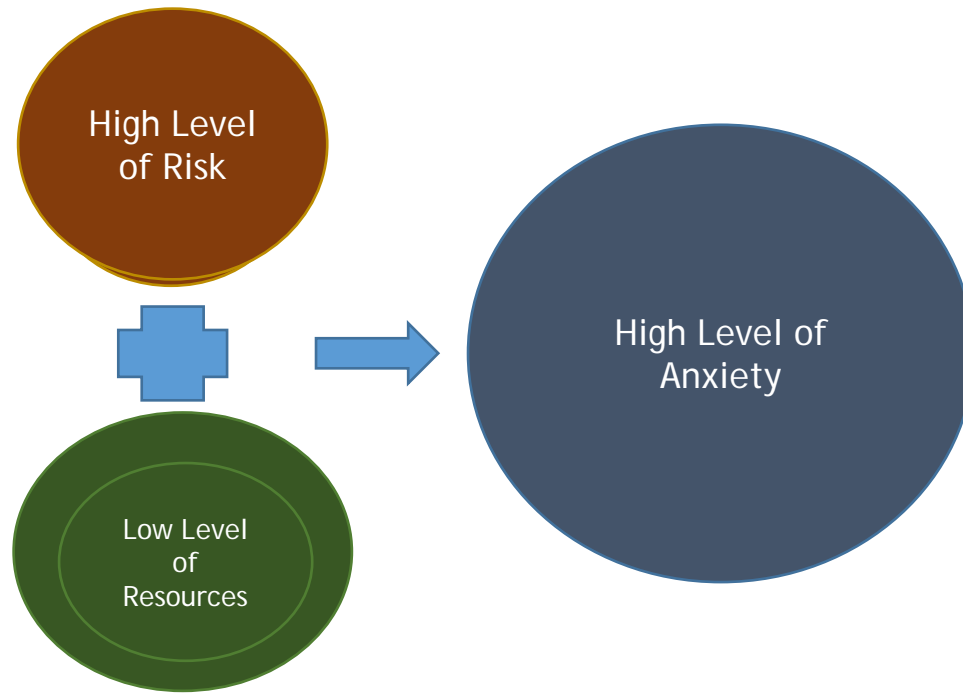 High Level
of Risk
High Level of
Anxiety
Low Level
of
Resources